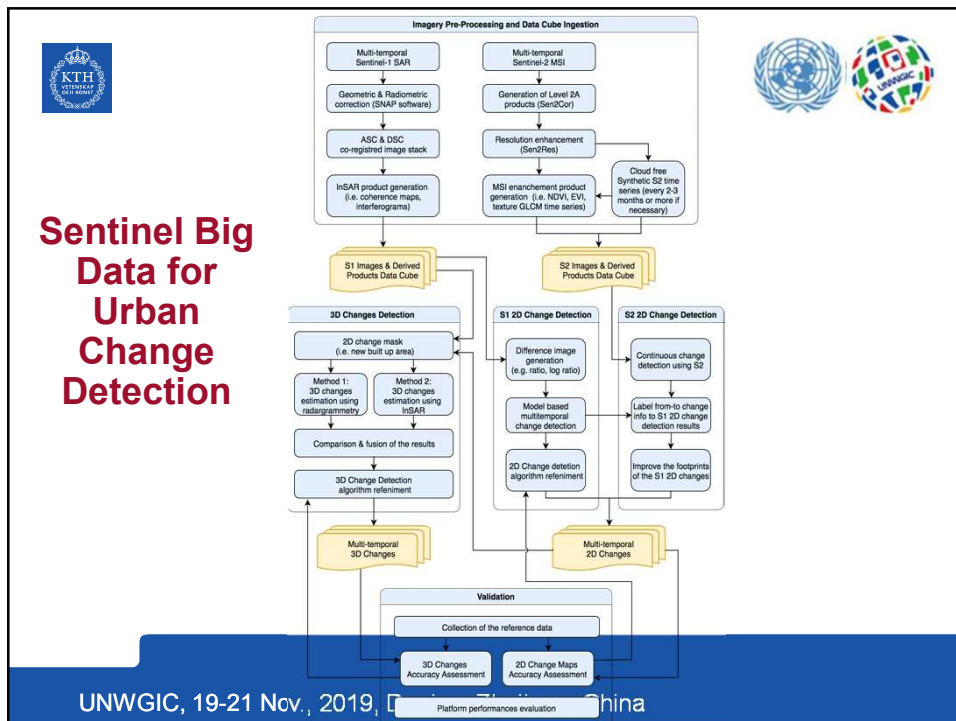 Imagery Pre-Processing and Data Cube Ingestion
KTH
VETENSKAP
OCH KONST
UNWGIC
Multi-temporal
Sentinel-1 SAR
Geometric & Radiometric
correction (SNAP software)
ASC & DSC
co-registred image stack
InSAR product generation
(i.e. coherence maps,
interferograms)
Multi-temporal
Sentinel-2 MSI
Generation of Level 2A
products (Sen2Cor)
Resolution enhancement
(Sen2Res)
MSI enanchement product
generation (i.e. NDVI, EVI,
texture GLCM time series)
Cloud free
Synthetic S2 time
series (every 2-3
months or more if
necessary)
Sentinel Big
Data for
Urban
Change
Detection
S1 Images & Derived
Products Data Cube
S2 Images & Derived
Products Data Cube
3D Changes Detection
2D change mask
(i.e. new built up area)
Method 1:
3D changes
estimation using
radargrammetry
Method 2:
3D changes
estimation using
InSAR
Comparison & fusion of the results
3D Change Detection
algorithm refeniment
S1 2D Change Detection
Difference image
generation
(e.g. ratio, log ratio)
Model based
multitemporal
change detection
2D Change detetion
algorithm refeniment
S2 2D Change Detection
Continuous change
detection using S2
Label from-to change
info to S1 2D change
detection results
Improve the footprints
of the S1 2D changes
Multi-temporal
3D Changes
Multi-temporal
2D Changes
Validation
Collection of the reference data
3D Changes
Accuracy Assessment
2D Change Maps
Accuracy Assessment
Platform performances evaluation
UNWGIC, 19-21 Nov., 2019, China